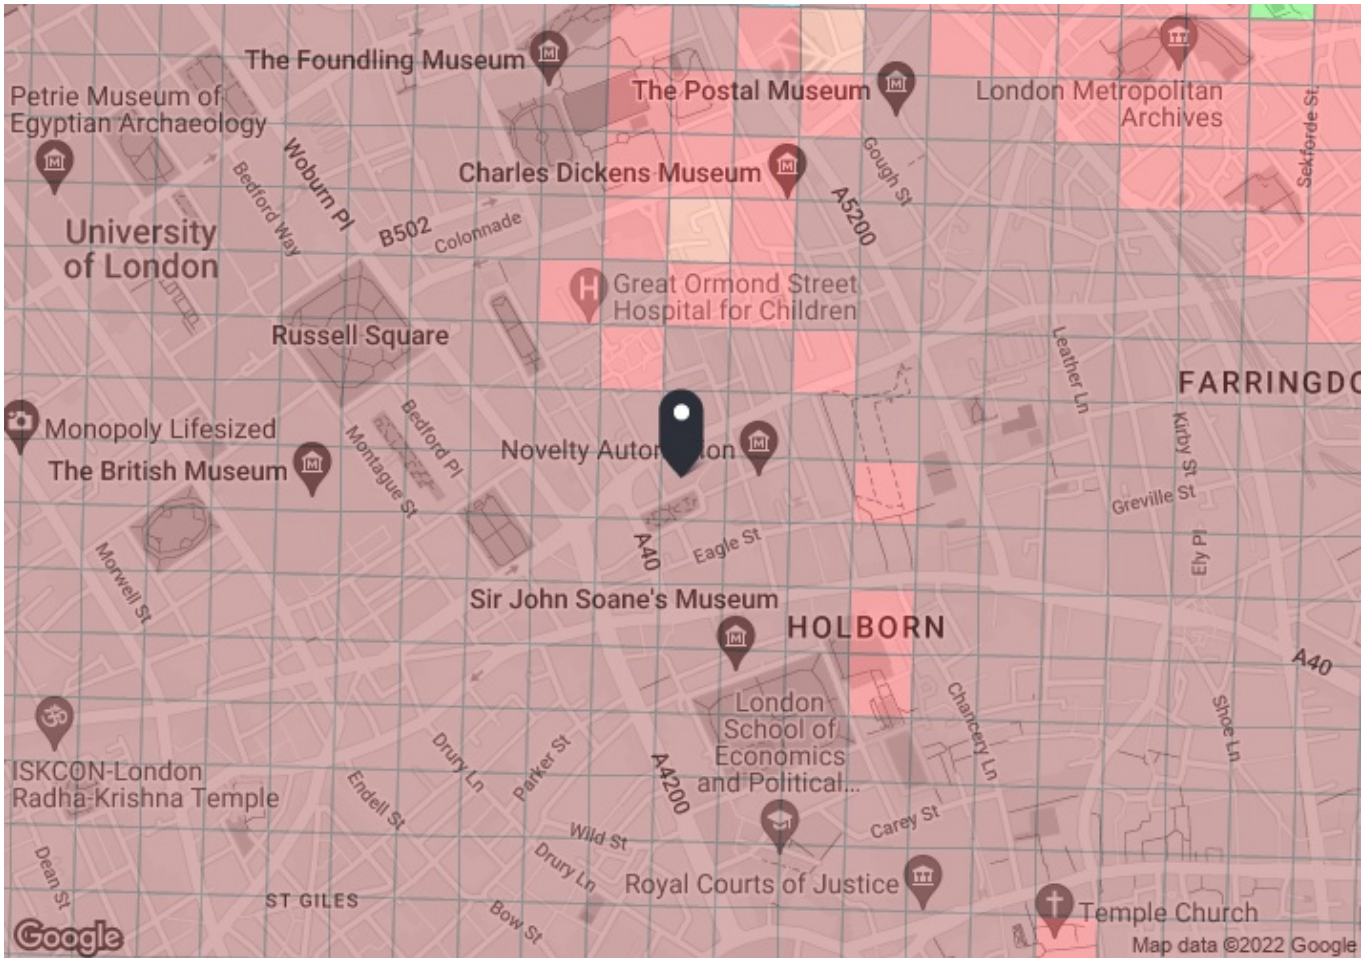 The Foundling Museum
The Postal Museum
London Metropolitan
Archives
Petrie Museum of
Egyptian Archaeology
Sekforde St
Woburn Pl
Bedford Way
Gough St
Charles Dickens Museum
A5200
B502
Colonnade
University
of London
Great Ormond Street
Hospital for Children
Russell Square
Leather Ln
FARRINGDO
Monopoly Lifesized
The British Museum
Bedford Pl
Montague St
Novelty Auto
ion
Kirby St
Greville St
Ely Pl
A40
Eagle St
Morwell St
Sir John Soane's Museum
HOLBORN
A40
London
School of
Economics
and Political...
Chancery Ln
Shoe Ln
ISKCON-London
Radha-Krishna Temple
Drury Ln
Parker St
A4200
Endell St
Wild St
Carey St
Dean St
Drury Ln
Royal Courts of Justice
ST GILES
Bow St
Temple Church
Google
Map data ©2022 Google